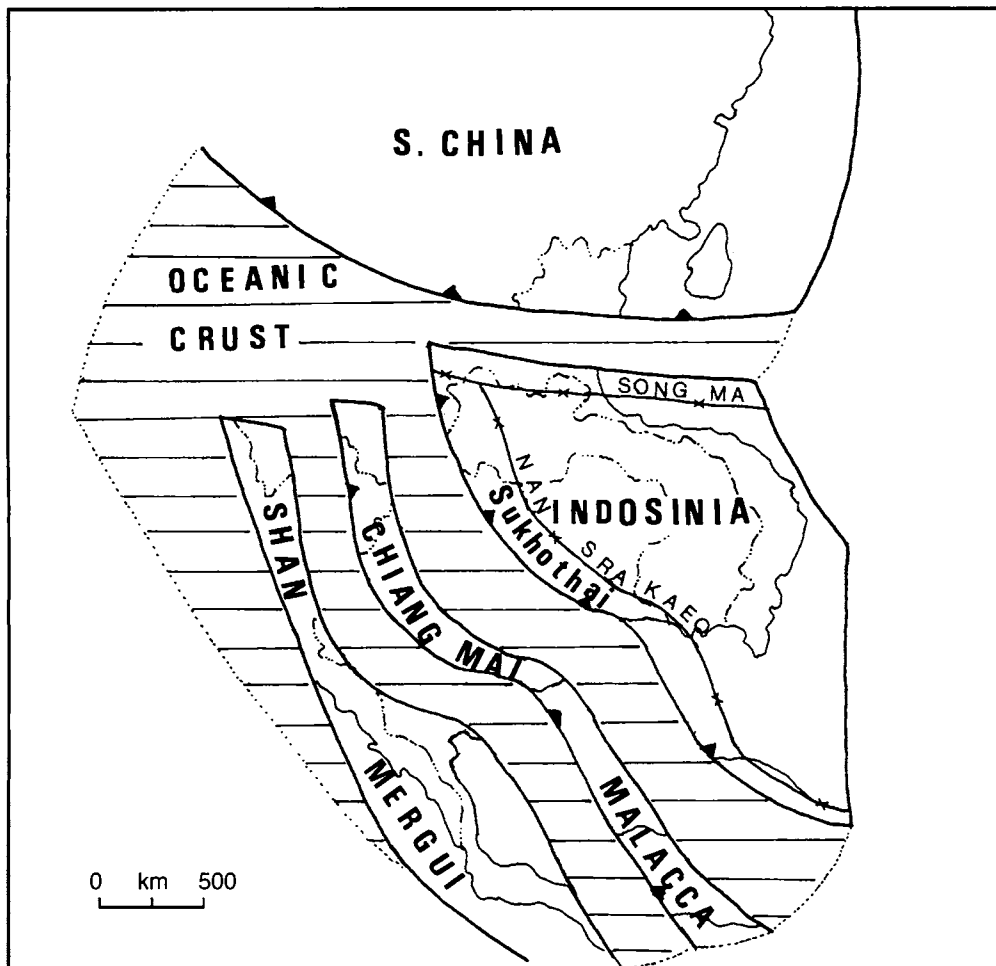 S. CHINA
OCEANIC
CRUST
SONG MA
INDOSINIA
NAN SRA KAEO
Sukhothai
SHAN
CHIANG MAI
MERGUI
MALACCA
0 km 500